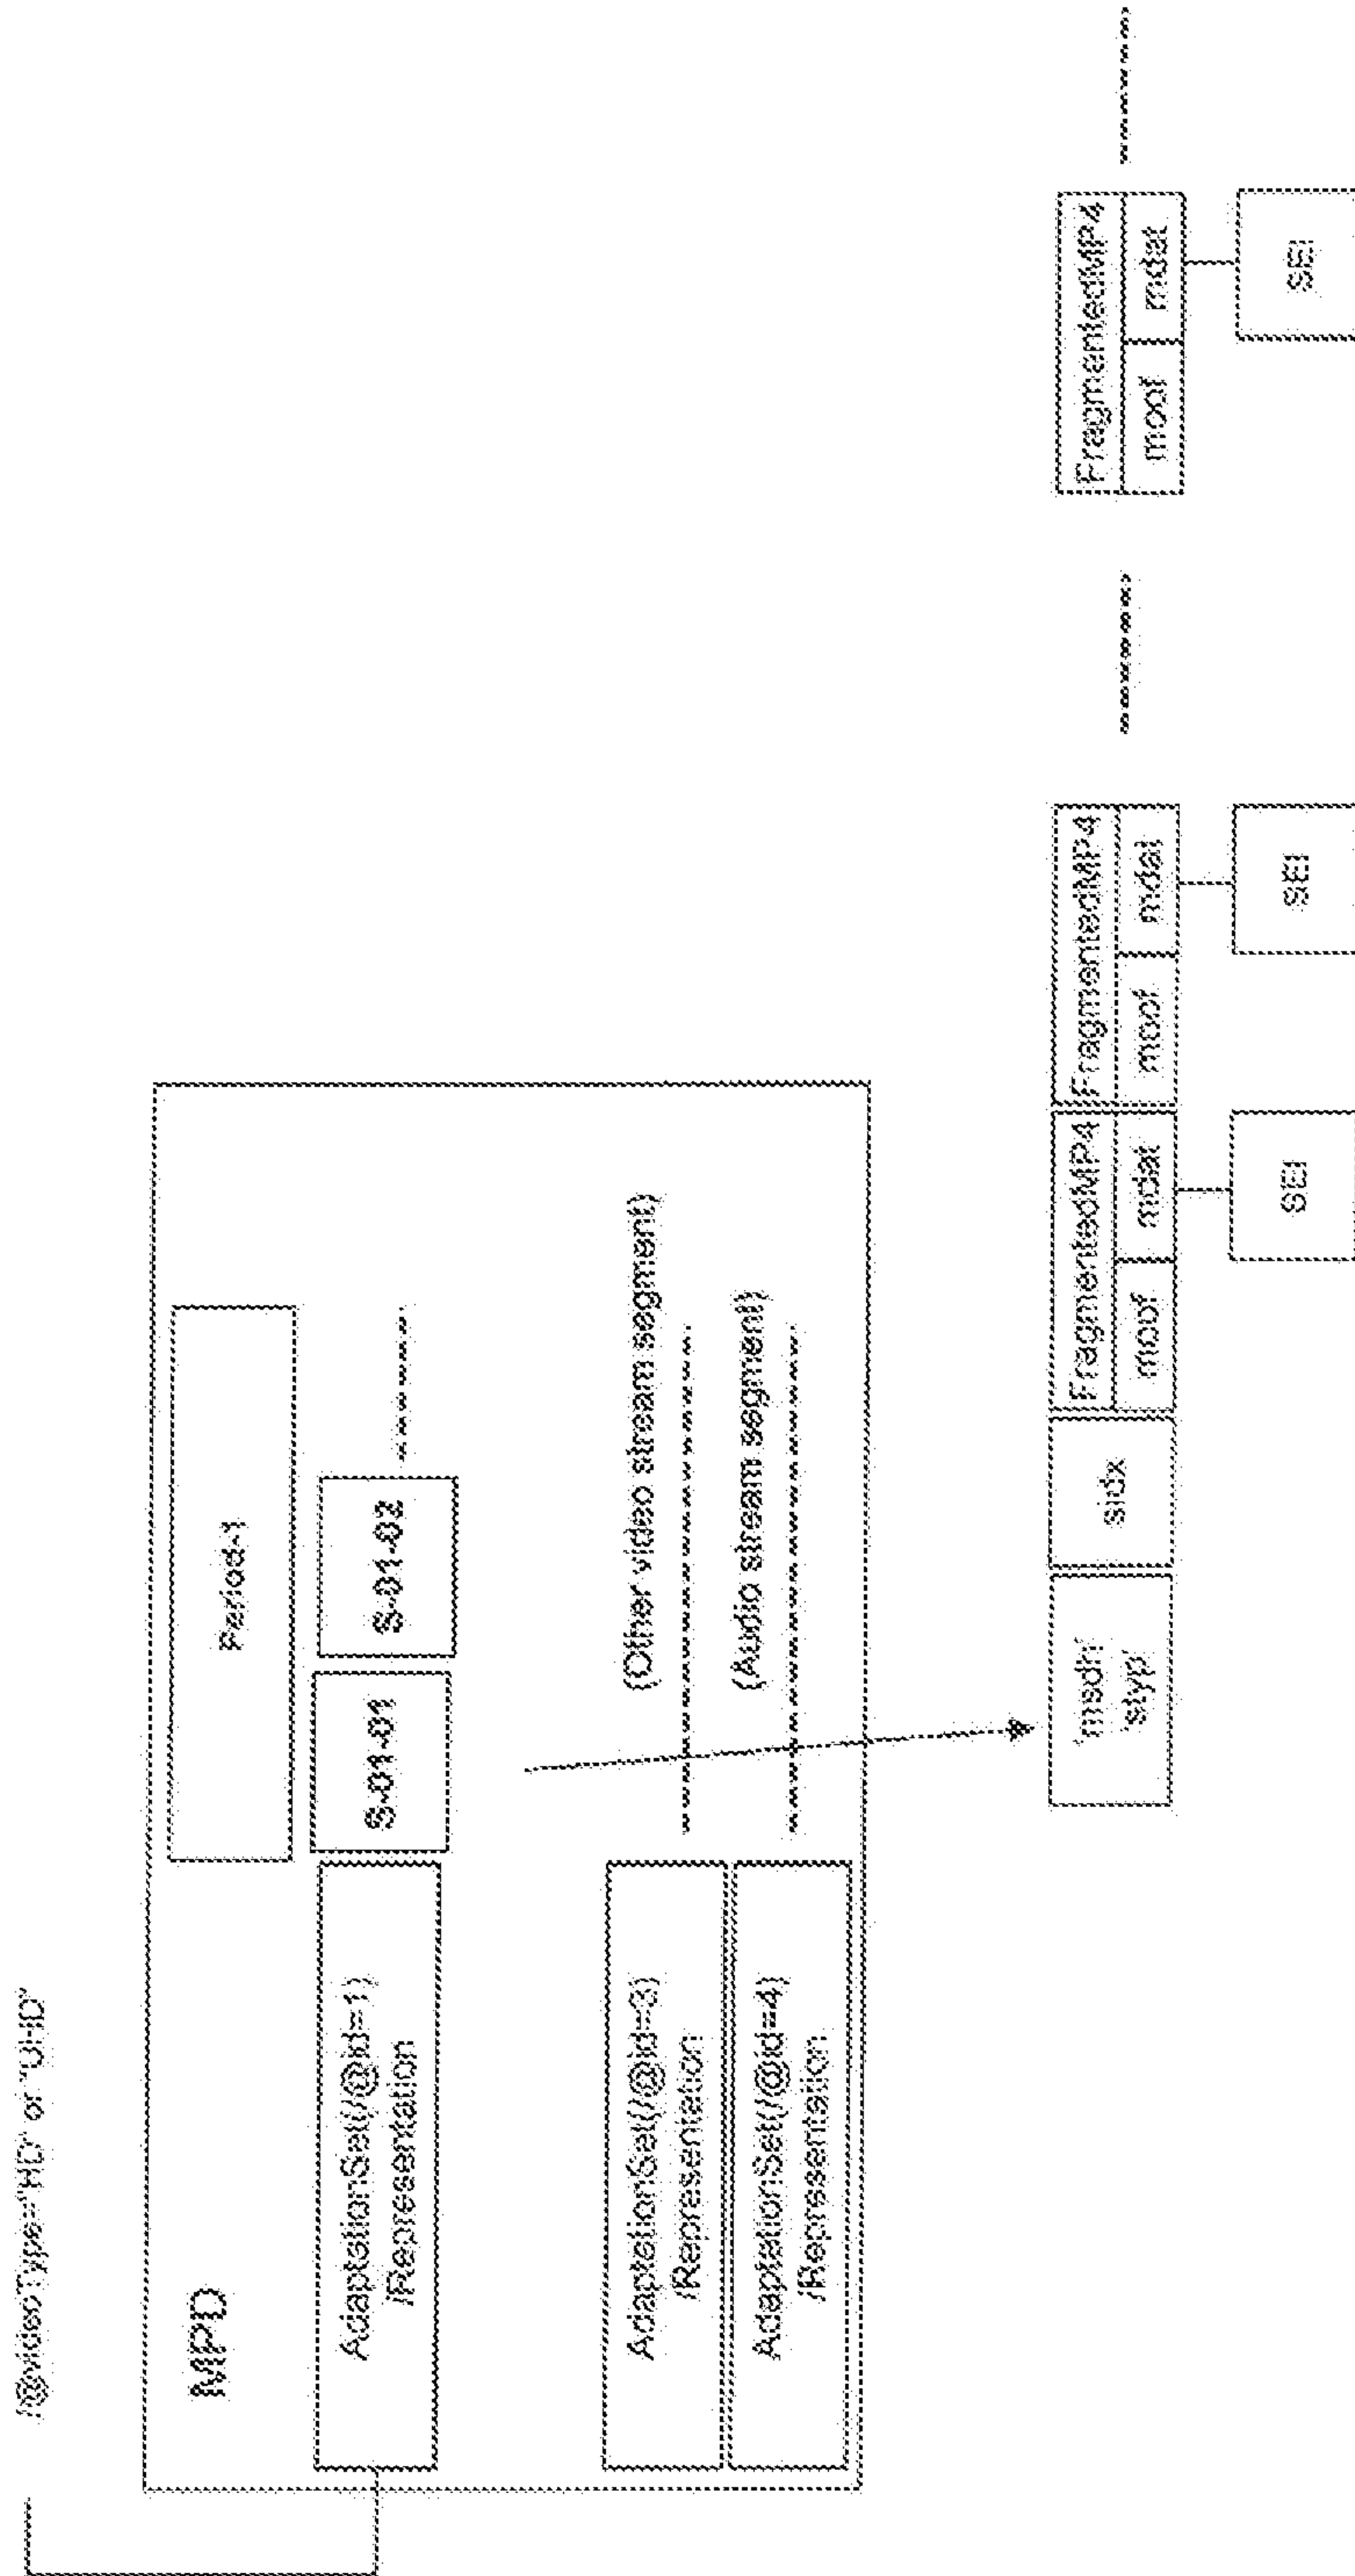 /@videoType="HD" or "UHD"
MPD
Period-1
AdaptationSet(/@id=1)
/Representation
S-01-01
S-01-02
AdaptationSet(/@id=3)
/Representation
(Other video stream segment)
AdaptationSet(/@id=4)
/Representation
(Audio stream segment)
'msdh'
'styp'
sidx
FragmentedMP4
moof
mdat
FragmentedMP4
moof
mdat
FragmentedMP4
moof
mdat
SEI
SEI
SEI